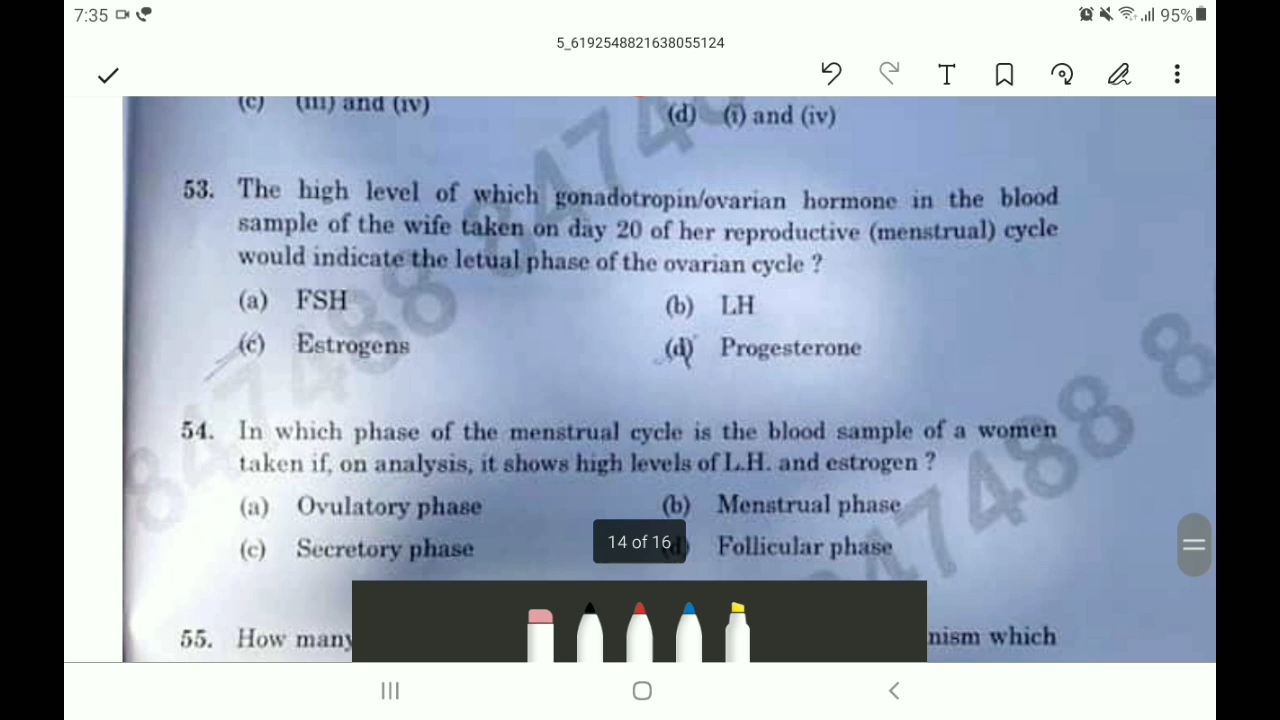 7:35
95%
5_6192548821638055124
T
(c) (iii) and (iv)
(d) (i) and (iv)
53. The high level of which gonadotropin/ovarian hormone in the blood
sample of the wife taken on day 20 of her reproductive (menstrual) cycle
would indicate the letual phase of the ovarian cycle ?
(a) FSH
(b) LH
(c) Estrogens
(d) Progesterone
54. In which phase of the menstrual cycle is the blood sample of a women
taken if, on analysis, it shows high levels of L.H. and estrogen ?
(a) Ovulatory phase
(b) Menstrual phase
(c) Secretory phase
(d) Follicular phase
14 of 16
55. How many
nism which